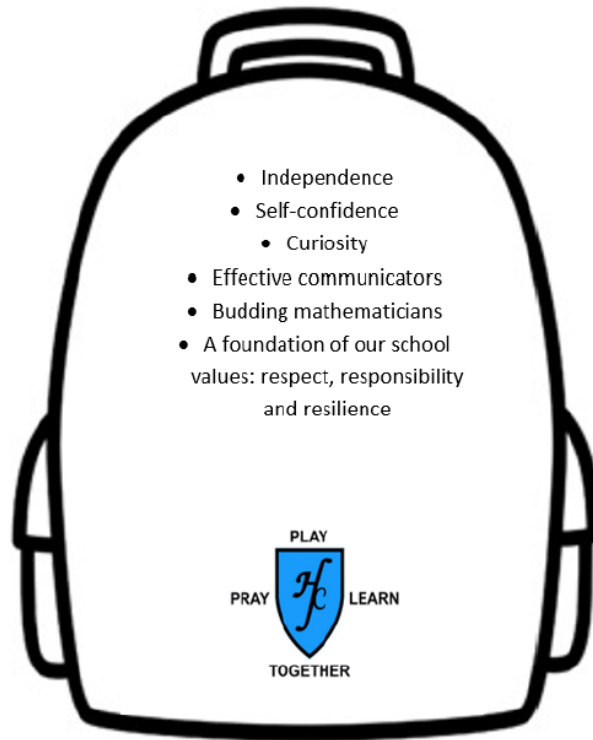 • Independence
• Self-confidence
• Curiosity
• Effective communicators
• Budding mathematicians
• A foundation of our school
values: respect, responsibility
and resilience
PLAY
PRAY HC LEARN
TOGETHER